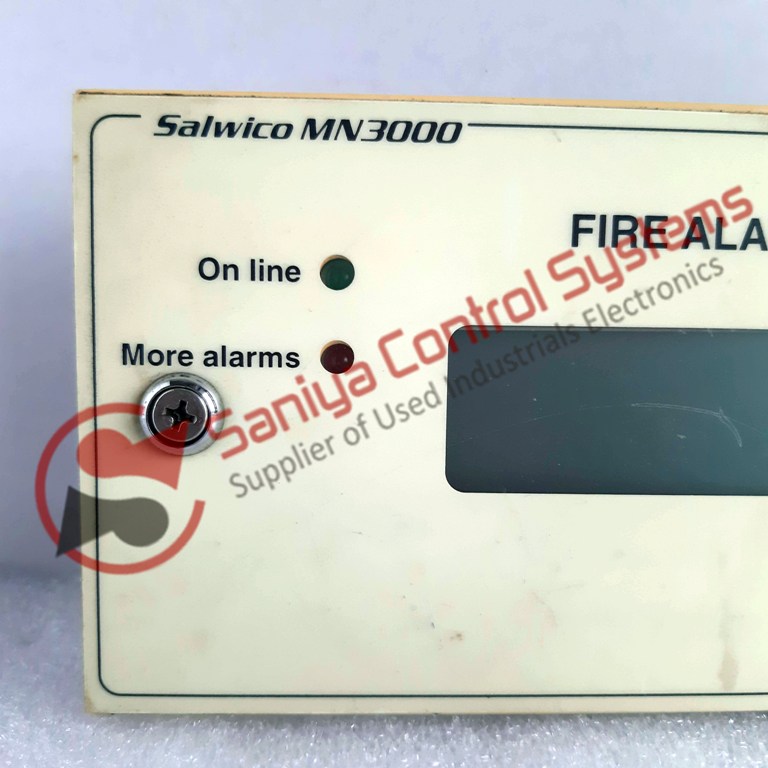 Salwico MN3000
FIRE ALA
On line
More alarms
Saniya Control Systems
Supplier of Used Industrials Electronics